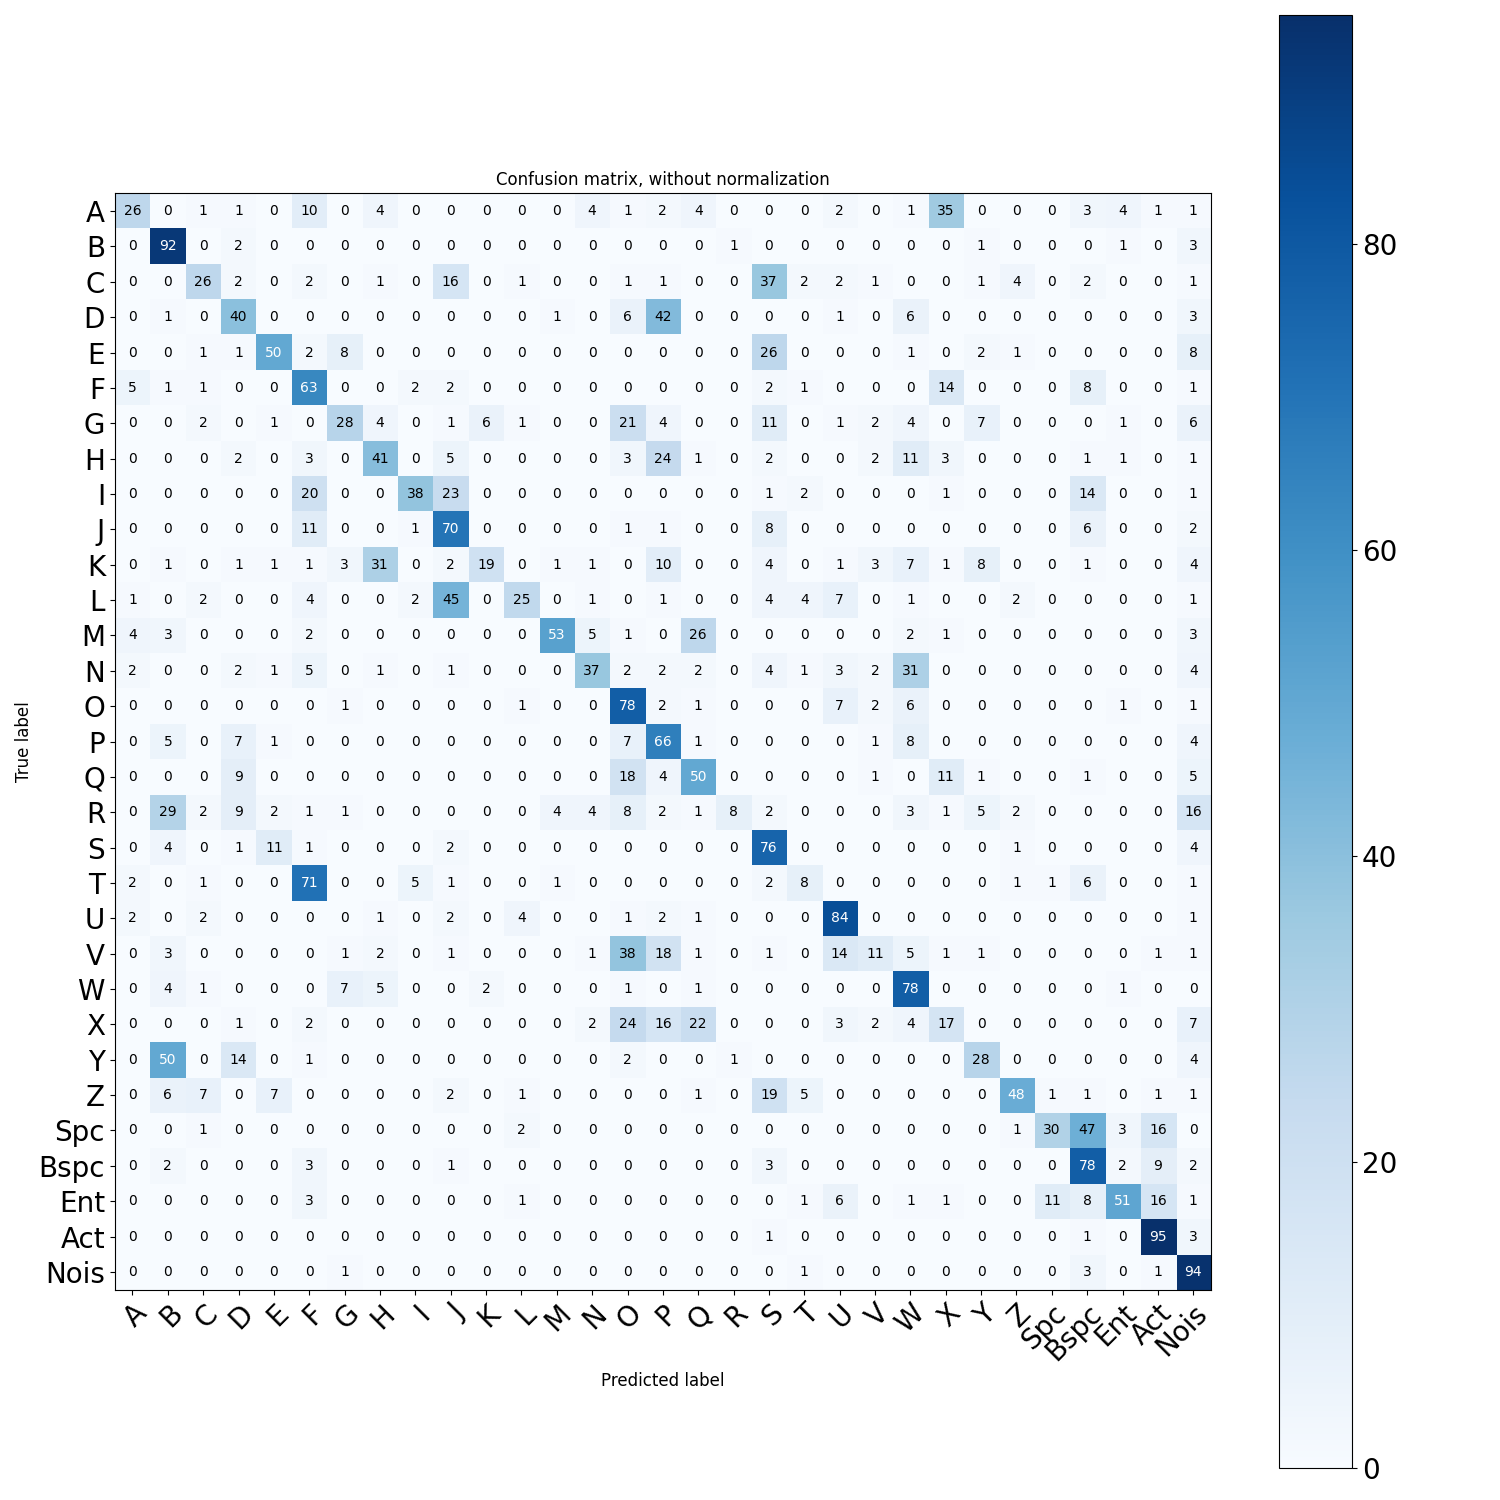 Confusion matrix, without normalization
A 26 0 1 1 0 10 0 4 0 0 0 0 0 4 1 2 4 0 0 0 2 0 1 35 0 0 0 3 4 1 1
B 0 92 0 2 0 0 0 0 0 0 0 0 0 0 0 0 0 1 0 0 0 0 0 0 1 0 0 0 1 0 3
C 0 0 26 2 0 2 0 1 0 16 0 1 0 0 1 1 0 0 37 2 2 1 0 0 1 4 0 2 0 0 1
D 0 1 0 40 0 0 0 0 0 0 0 0 1 0 6 42 0 0 0 0 1 0 6 0 0 0 0 0 0 0 3
E 0 0 1 1 50 2 8 0 0 0 0 0 0 0 0 0 0 0 26 0 0 0 1 0 2 1 0 0 0 0 8
F 5 1 1 0 0 63 0 0 2 2 0 0 0 0 0 0 0 0 2 1 0 0 0 14 0 0 0 8 0 0 1
G 0 0 2 0 1 0 28 4 0 1 6 1 0 0 21 4 0 0 11 0 1 2 4 0 7 0 0 0 1 0 6
H 0 0 0 2 0 3 0 41 0 5 0 0 0 0 3 24 1 0 2 0 0 2 11 3 0 0 0 1 1 0 1
I 0 0 0 0 0 20 0 0 38 23 0 0 0 0 0 0 0 0 1 2 0 0 0 1 0 0 0 14 0 0 1
J 0 0 0 0 0 11 0 0 1 70 0 0 0 0 1 1 0 0 8 0 0 0 0 0 0 0 0 6 0 0 2
K 0 1 0 1 1 1 3 31 0 2 19 0 1 1 0 10 0 0 4 0 1 3 7 1 8 0 0 1 0 0 4
L 1 0 2 0 0 4 0 0 2 45 0 25 0 1 0 1 0 0 4 4 7 0 1 0 0 2 0 0 0 0 1
M 4 3 0 0 0 2 0 0 0 0 0 0 53 5 1 0 26 0 0 0 0 0 2 1 0 0 0 0 0 0 3
N 2 0 0 2 1 5 0 1 0 1 0 0 0 37 2 2 2 0 4 1 3 2 31 0 0 0 0 0 0 0 4
O 0 0 0 0 0 0 1 0 0 0 0 1 0 0 78 2 1 0 0 0 7 2 6 0 0 0 0 0 1 0 1
P 0 5 0 7 1 0 0 0 0 0 0 0 0 0 7 66 1 0 0 0 0 1 8 0 0 0 0 0 0 0 4
Q 0 0 0 9 0 0 0 0 0 0 0 0 0 0 18 4 50 0 0 0 0 1 0 11 1 0 0 1 0 0 5
R 0 29 2 9 2 1 1 0 0 0 0 0 4 4 8 2 1 8 2 0 0 0 3 1 5 2 0 0 0 0 16
S 0 4 0 1 11 1 0 0 0 2 0 0 0 0 0 0 0 0 76 0 0 0 0 0 0 1 0 0 0 0 4
T 2 0 1 0 0 71 0 0 5 1 0 0 1 0 0 0 0 0 2 8 0 0 0 0 0 1 1 6 0 0 1
U 2 0 2 0 0 0 0 1 0 2 0 4 0 0 1 2 1 0 0 0 84 0 0 0 0 0 0 0 0 0 1
V 0 3 0 0 0 0 1 2 0 1 0 0 0 1 38 18 1 0 1 0 14 11 5 1 1 0 0 0 0 1 1
W 0 4 1 0 0 0 7 5 0 0 2 0 0 0 1 0 1 0 0 0 0 0 78 0 0 0 0 0 1 0 0
X 0 0 0 1 0 2 0 0 0 0 0 0 0 2 24 16 22 0 0 0 3 2 4 17 0 0 0 0 0 0 7
Y 0 50 0 14 0 1 0 0 0 0 0 0 0 0 2 0 0 1 0 0 0 0 0 0 28 0 0 0 0 0 4
Z 0 6 7 0 7 0 0 0 0 2 0 1 0 0 0 0 1 0 19 5 0 0 0 0 0 48 1 1 0 1 1
Spc 0 0 1 0 0 0 0 0 0 0 0 2 0 0 0 0 0 0 0 0 0 0 0 0 0 1 30 47 3 16 0
Bspc 0 2 0 0 0 3 0 0 0 1 0 0 0 0 0 0 0 0 3 0 0 0 0 0 0 0 0 78 2 9 2
Ent 0 0 0 0 0 3 0 0 0 0 0 1 0 0 0 0 0 0 0 1 6 0 1 1 0 0 11 8 51 16 1
Act 0 0 0 0 0 0 0 0 0 0 0 0 0 0 0 0 0 0 1 0 0 0 0 0 0 0 0 1 0 95 3
Nois 0 0 0 0 0 0 1 0 0 0 0 0 0 0 0 0 0 0 0 1 0 0 0 0 0 0 0 3 0 1 94
A B C D E F G H I J K L M N O P Q R S T U V W X Y Z Spc Bspc Ent Act Nois
Predicted label
True label
80
60
40
20
0